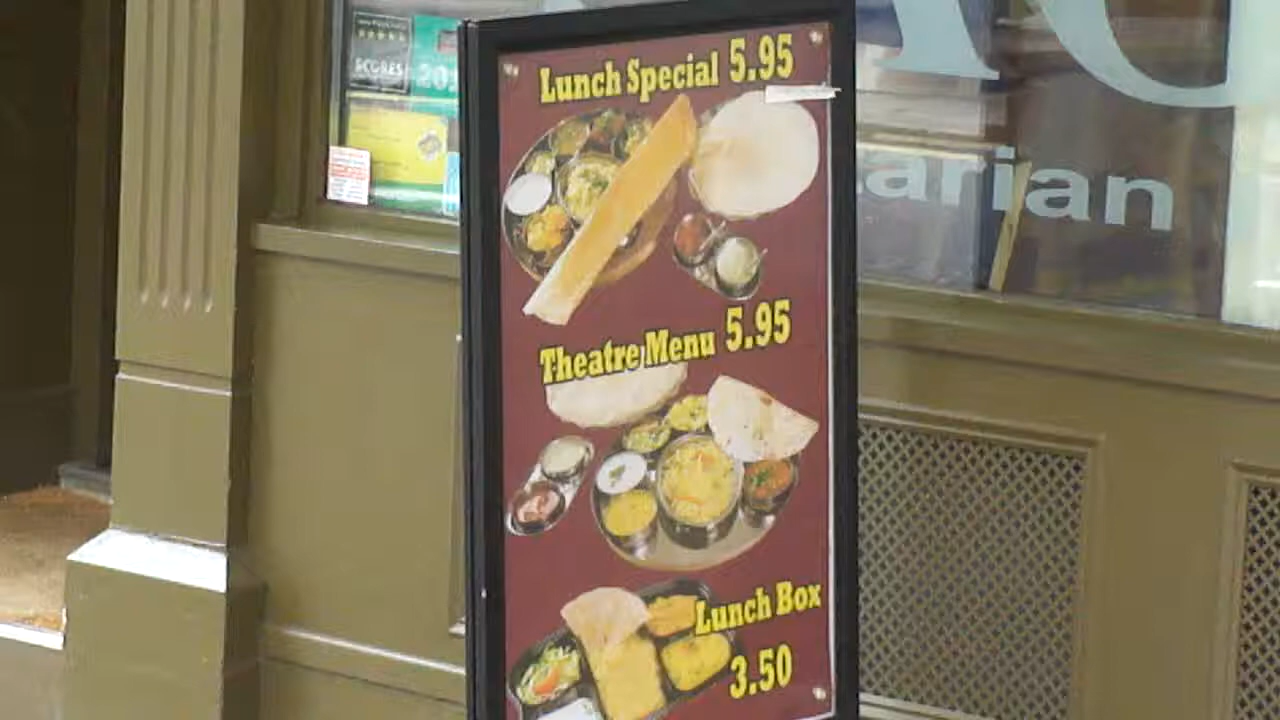 Lunch Special 5.95
Theatre Menu 5.95
Lunch Box
3.50
SCORES
arian